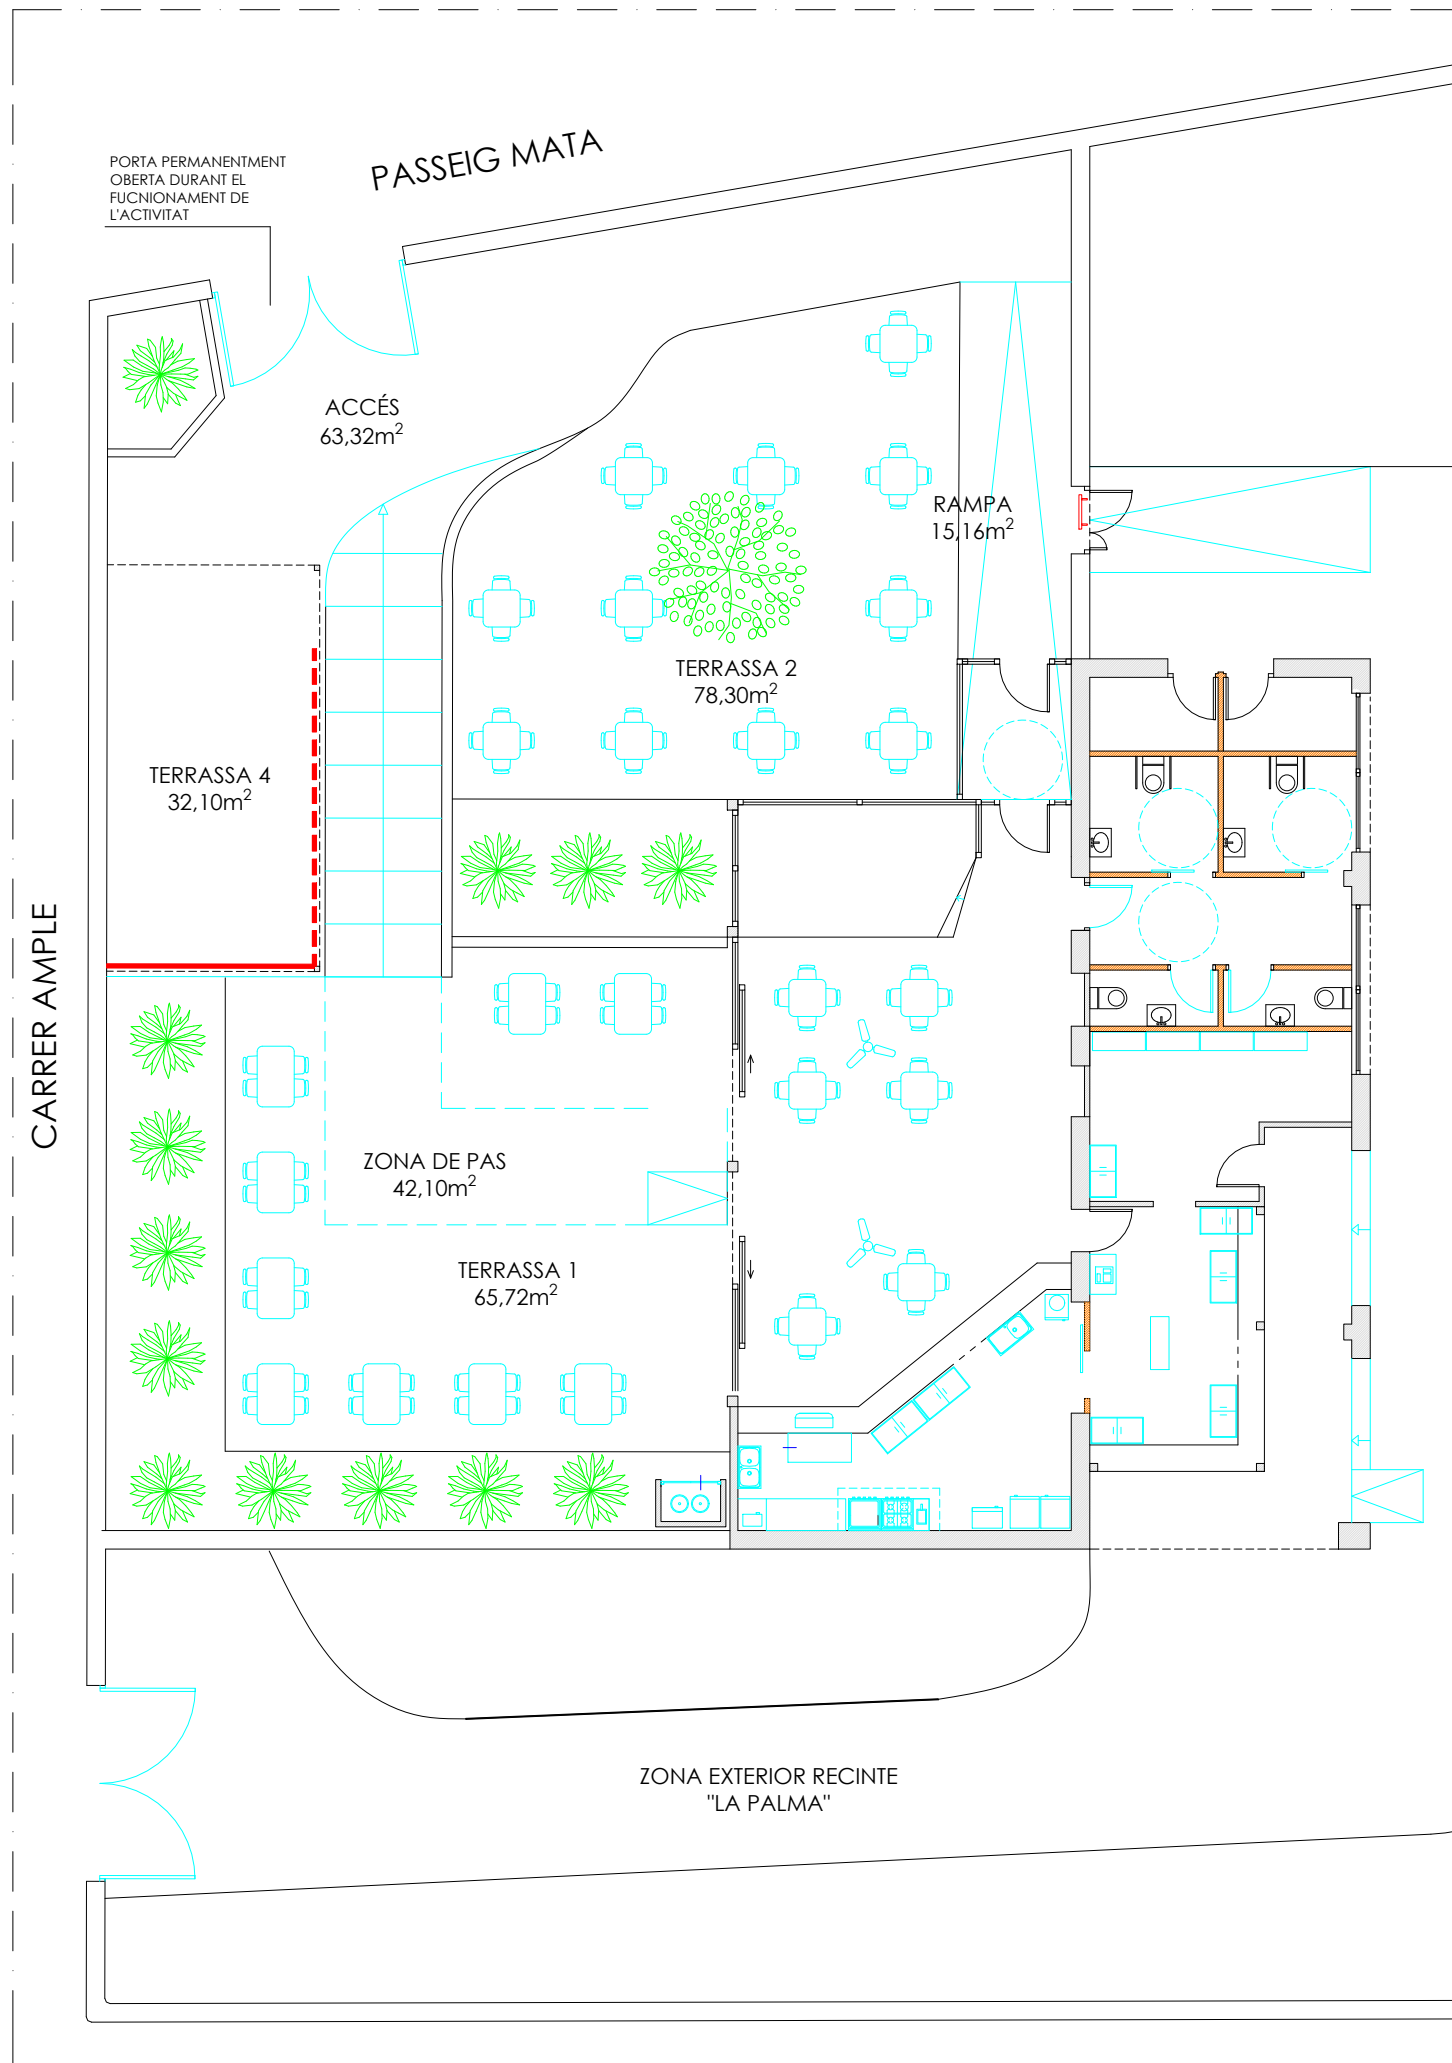 PORTA PERMANENTMENT
OBERTA DURANT EL
FUCNIONAMENT DE
L'ACTIVITAT
PASSEIG MATA
ACCÉS
63,32m²
RAMPA
15,16m²
TERRASSA 2
78,30m²
TERRASSA 4
32,10m²
CARRER AMPLE
ZONA DE PAS
42,10m²
TERRASSA 1
65,72m²
ZONA EXTERIOR RECINTE
"LA PALMA"